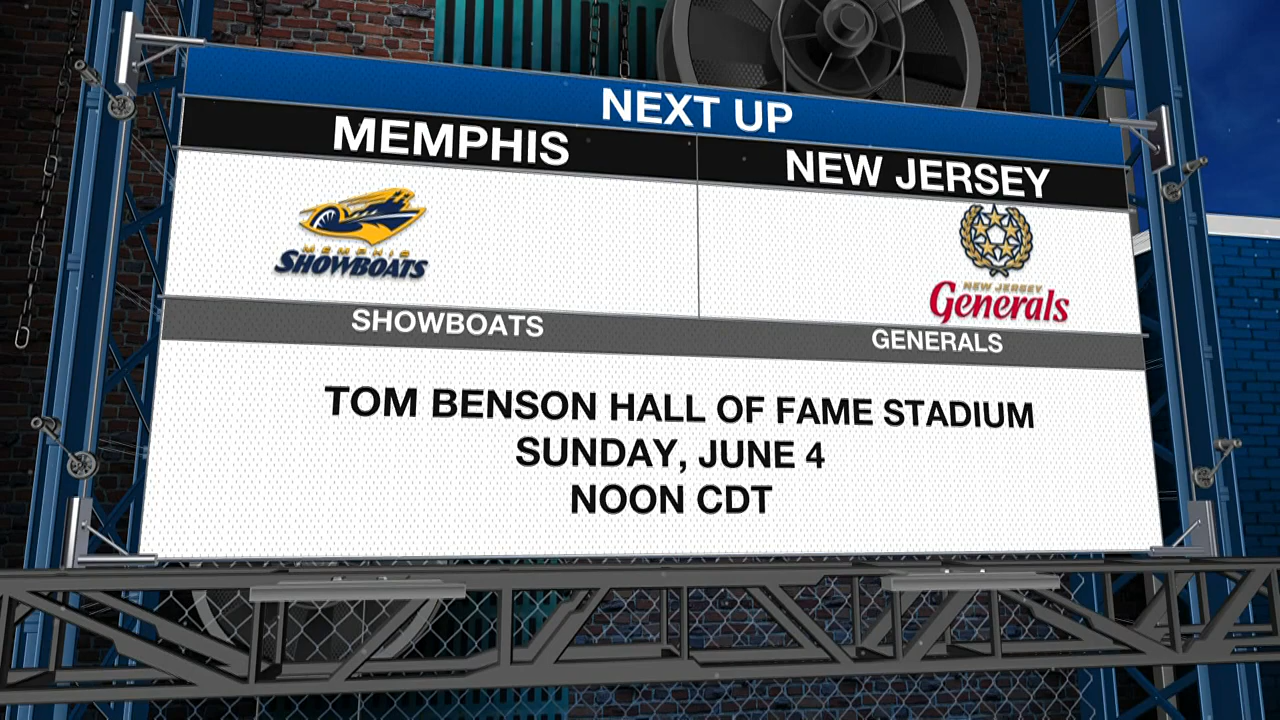 NEXT UP
MEMPHIS
NEW JERSEY
MEMPHIS
SHOWBOATS
NEW JERSEY
Generals
SHOWBOATS
GENERALS
TOM BENSON HALL OF FAME STADIUM
SUNDAY, JUNE 4
NOON CDT